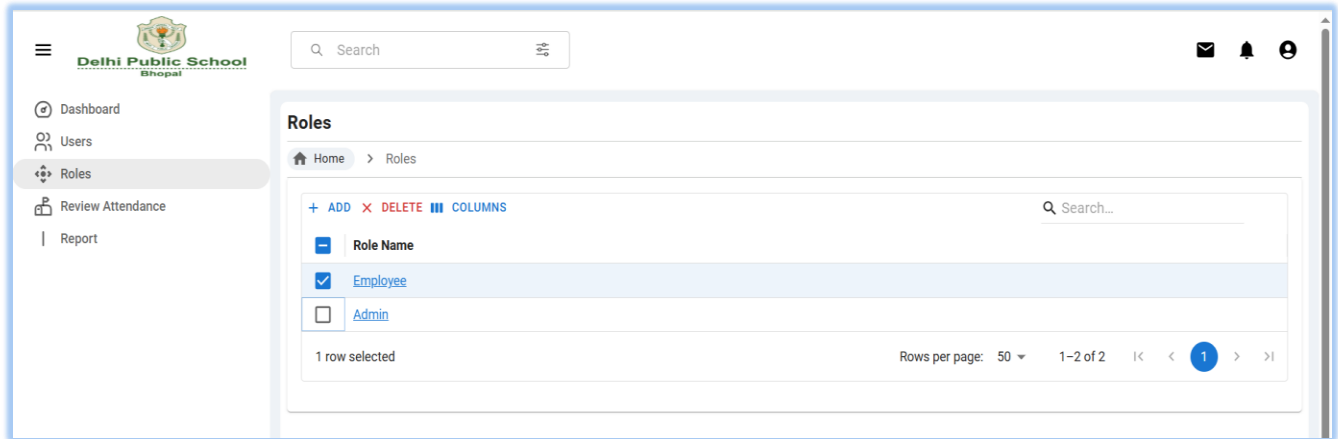 Delhi Public School
Bhopal
Search
Dashboard
Users
Roles
Review Attendance
Report
Roles
Home > Roles
+ ADD × DELETE COLUMNS
Search...
Role Name
Employee
Admin
1 row selected
Rows per page: 50
1–2 of 2
1